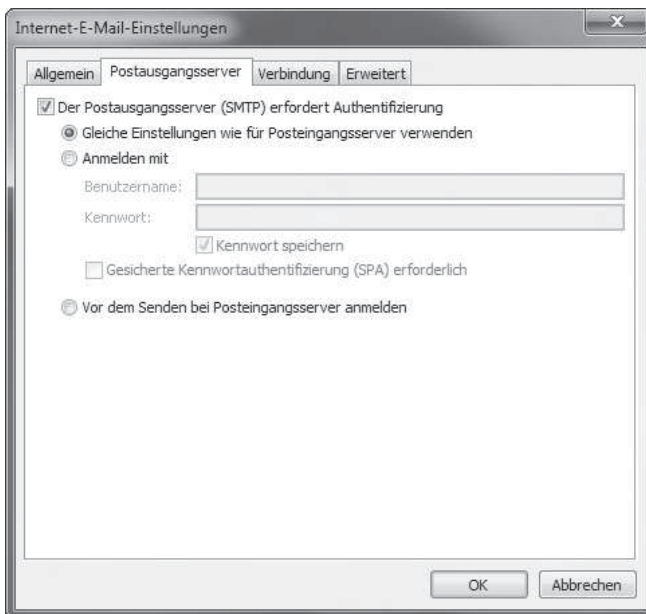 Internet-E-Mail-Einstellungen
Allgemein Postausgangsserver Verbindung Erweitert
Der Postausgangsserver (SMTP) erfordert Authentifizierung
Gleiche Einstellungen wie für Posteingangsserver verwenden
Anmelden mit
Benutzername:
Kennwort:
Kennwort speichern
Gesicherte Kennwortauthentifizierung (SPA) erforderlich
Vor dem Senden bei Posteingangsserver anmelden
OK Abbrechen